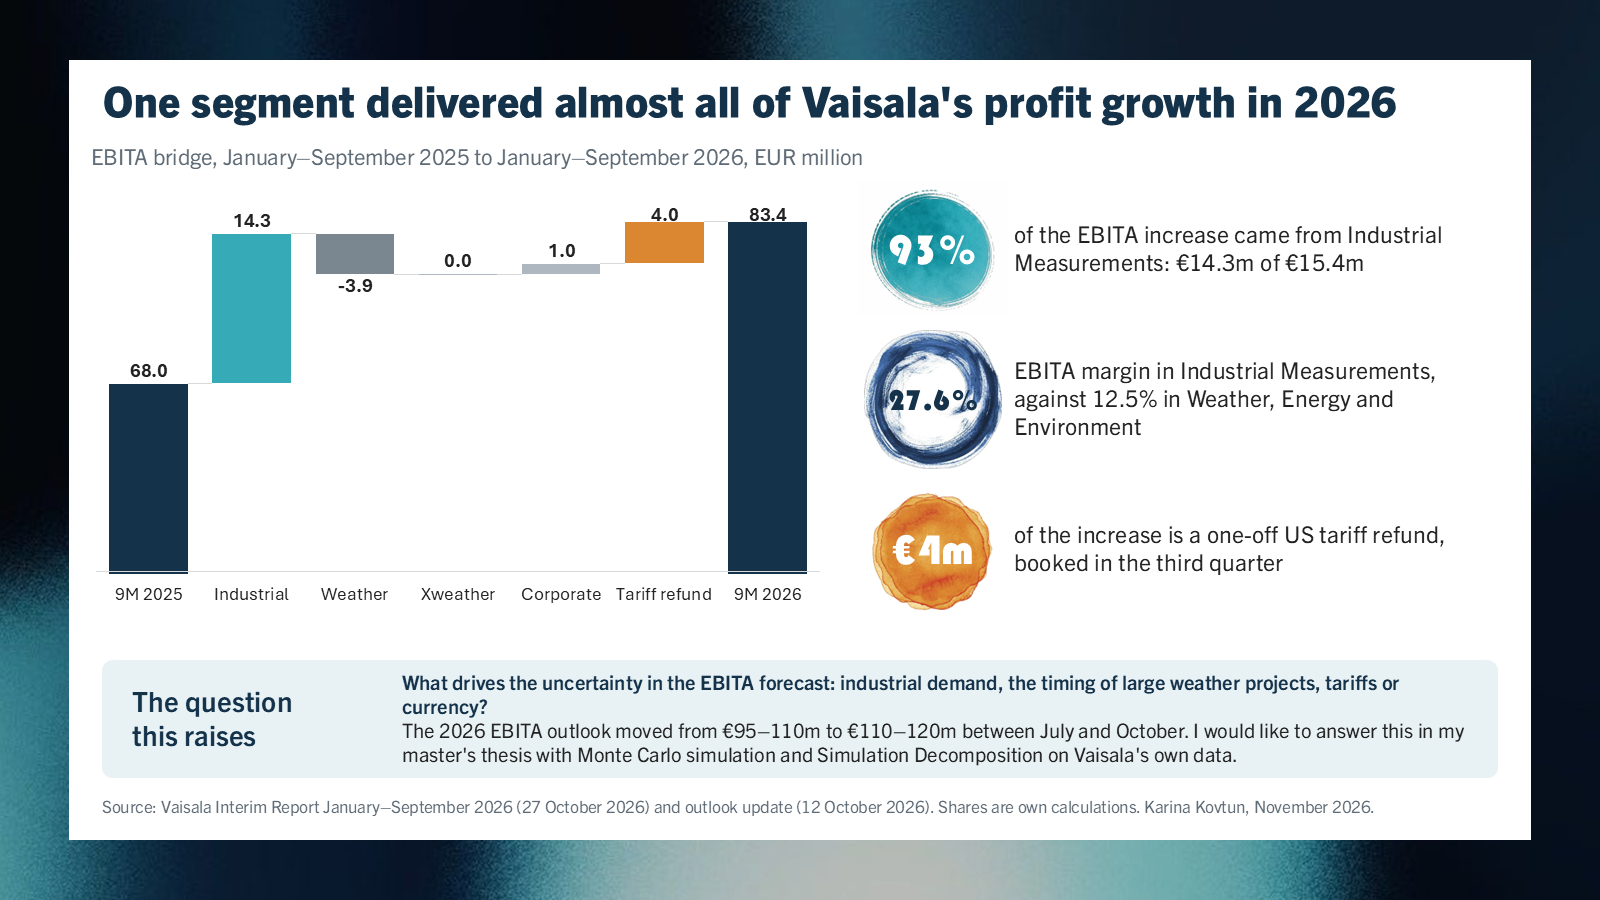 One segment delivered almost all of Vaisala's profit growth in 2026
EBITA bridge, January–September 2025 to January–September 2026, EUR million
68.0
14.3
-3.9
0.0
1.0
4.0
83.4
9M 2025
Industrial
Weather
Xweather
Corporate
Tariff refund
9M 2026
93%
of the EBITA increase came from Industrial
Measurements: €14.3m of €15.4m
27.6%
EBITA margin in Industrial Measurements,
against 12.5% in Weather, Energy and
Environment
€4m
of the increase is a one-off US tariff refund,
booked in the third quarter
The question
this raises
What drives the uncertainty in the EBITA forecast: industrial demand, the timing of large weather projects, tariffs or
currency?
The 2026 EBITA outlook moved from €95–110m to €110–120m between July and October. I would like to answer this in my
master's thesis with Monte Carlo simulation and Simulation Decomposition on Vaisala's own data.
Source: Vaisala Interim Report January–September 2026 (27 October 2026) and outlook update (12 October 2026). Shares are own calculations. Karina Kovtun, November 2026.